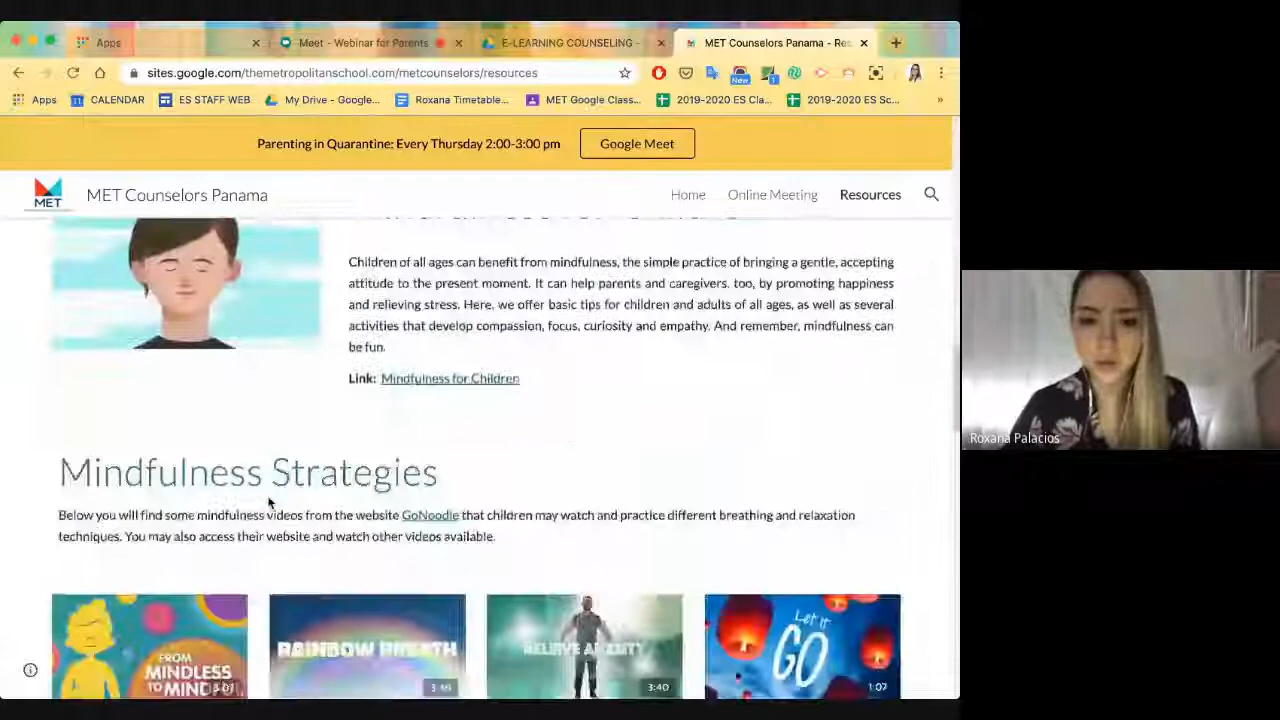 Apps
Meet - Webinar for Parents
E-LEARNING COUNSELING -
MET Counselors Panama - Res
sites.google.com/themetropolitanschool.com/metcounselors/resources
New
1
Apps
CALENDAR
ES STAFF WEB
My Drive - Google...
Roxana Timetable...
MET Google Class...
2019-2020 ES Cla...
2019-2020 ES Sc...
»
Parenting in Quarantine: Every Thursday 2:00-3:00 pm
Google Meet
MET
MET Counselors Panama
Home
Online Meeting
Resources
Children of all ages can benefit from mindfulness, the simple practice of bringing a gentle, accepting
attitude to the present moment. It can help parents and caregivers. too, by promoting happiness
and relieving stress. Here, we offer basic tips for children and adults of all ages, as well as several
activities that develop compassion, focus, curiosity and empathy. And remember, mindfulness can
be fun.
Link: Mindfulness for Children
Mindfulness Strategies
Below you will find some mindfulness videos from the website GoNoodle that children may watch and practice different breathing and relaxation
techniques. You may also access their website and watch other videos available.
FROM
MINDLESS
TO
RAINBOW BREATH
RELIEVE ANXIETY
3:40
Let it
GO
1:07
Roxana Palacios